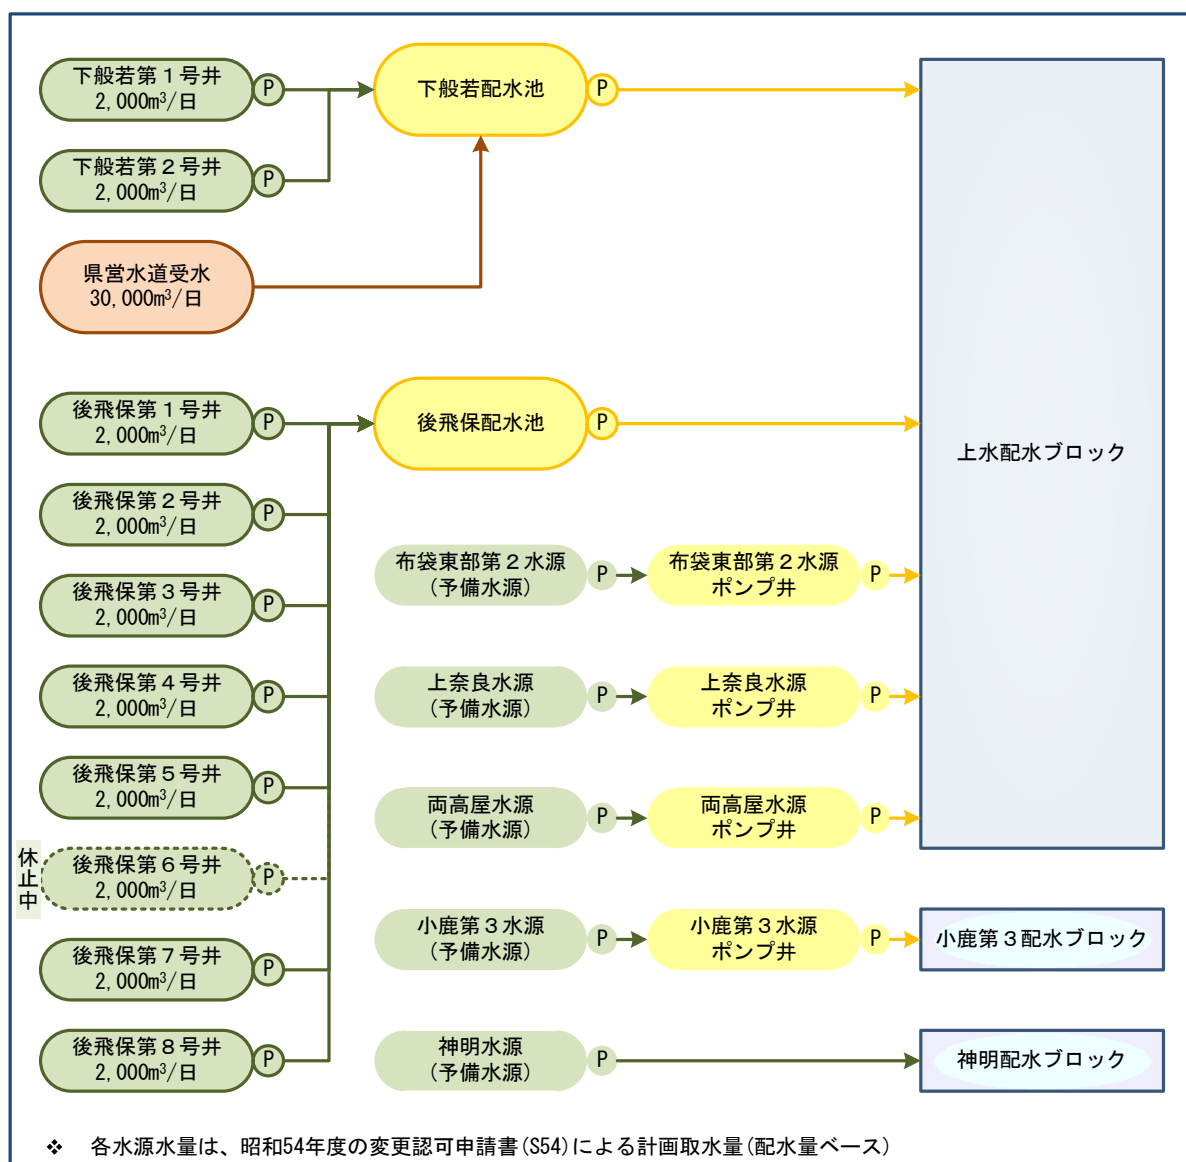 下般若第１号井
2,000m³/日
P
下般若配水池
P
下般若第２号井
2,000m³/日
P
県営水道受水
30,000m³/日
後飛保第１号井
2,000m³/日
P
後飛保配水池
P
上水配水ブロック
後飛保第２号井
2,000m³/日
P
布袋東部第２水源
(予備水源)
P
布袋東部第２水源
ポンプ井
P
後飛保第３号井
2,000m³/日
P
後飛保第４号井
2,000m³/日
P
上奈良水源
(予備水源)
P
上奈良水源
ポンプ井
P
後飛保第５号井
2,000m³/日
P
両高屋水源
(予備水源)
P
両高屋水源
ポンプ井
P
休止中
後飛保第６号井
2,000m³/日
P
小鹿第３水源
(予備水源)
P
小鹿第３水源
ポンプ井
P
小鹿第３配水ブロック
後飛保第７号井
2,000m³/日
P
後飛保第８号井
2,000m³/日
P
神明水源
(予備水源)
P
神明配水ブロック
❖ 各水源水量は、昭和54年度の変更認可申請書(S54)による計画取水量(配水量ベース)